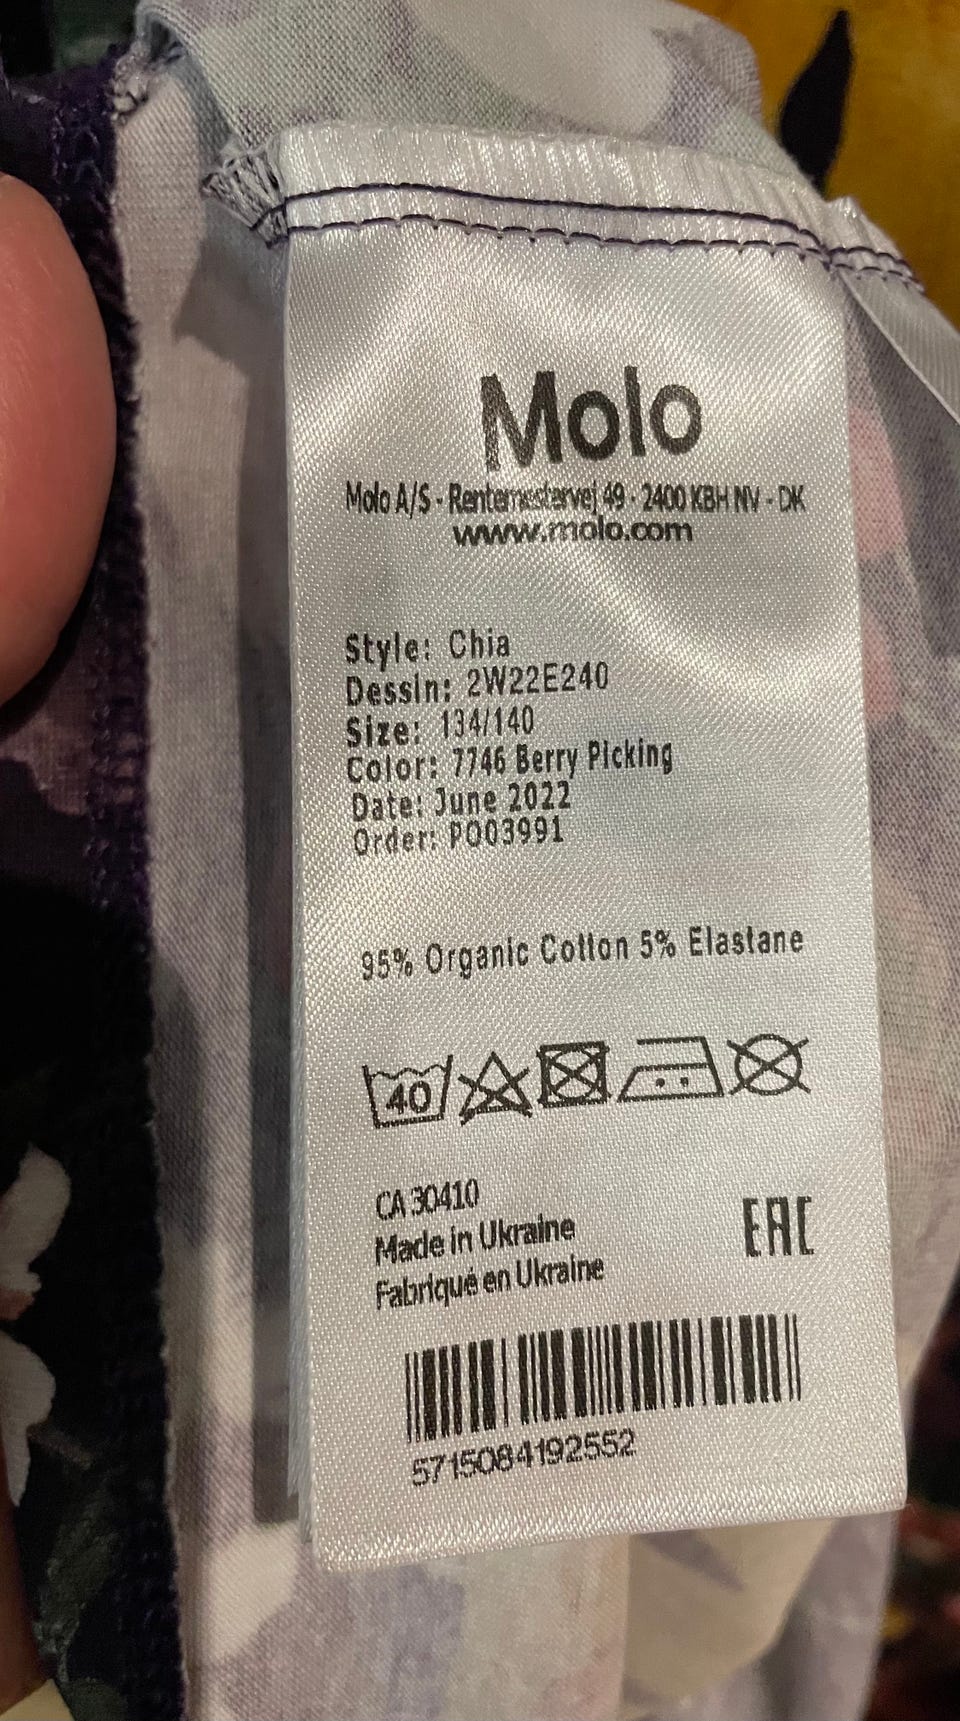 Molo
Molo A/S - Rentemestervej 49 - 2400 KBH NV - DK
www.molo.com
Style: Chia
Dessin: 2W22E240
Size: 134/140
Color: 7746 Berry Picking
Date: June 2022
Order: PO03991
95% Organic Cotton 5% Elastane
40
CA 30410
Made in Ukraine
Fabriqué en Ukraine
EAC
5715084192552